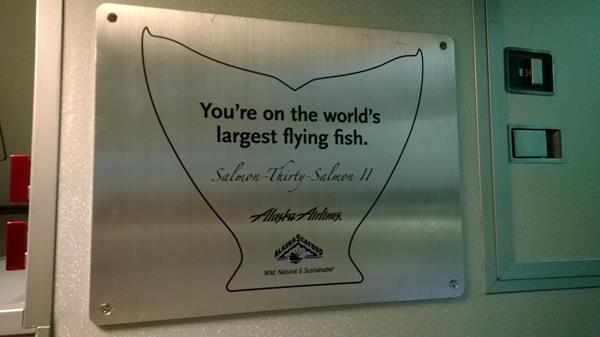 You're on the world's
largest flying fish.
Salmon-Thirty-Salmon II
Alaska Airlines
ALASKA SEAFOOD
Wild, Natural & Sustainable®